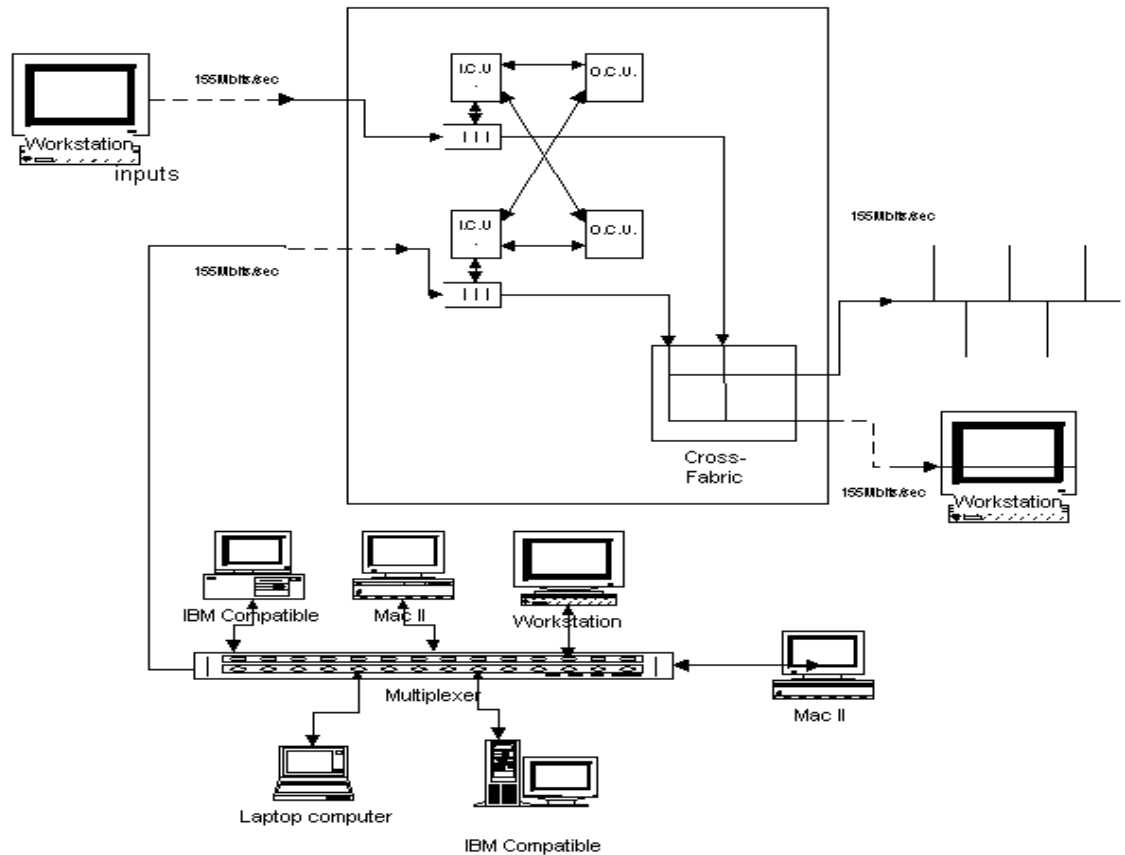 155Mbits/sec
Workstation
inputs
I.C.U
.
O.C.U.
I.C.U
.
O.C.U.
155Mbits/sec
155Mbits/sec
Cross-
Fabric
155Mbits/sec
Workstation
IBM Compatible
Mac II
Workstation
Multiplexer
Mac II
Laptop computer
IBM Compatible